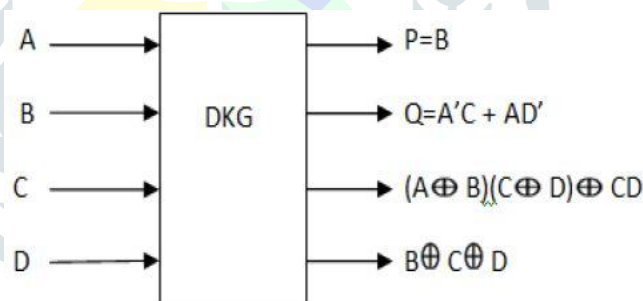 A P=B
B DKG Q=A'C + AD'
C (A⊕ B)(C⊕ D)⊕ CD
D B⊕ C⊕ D